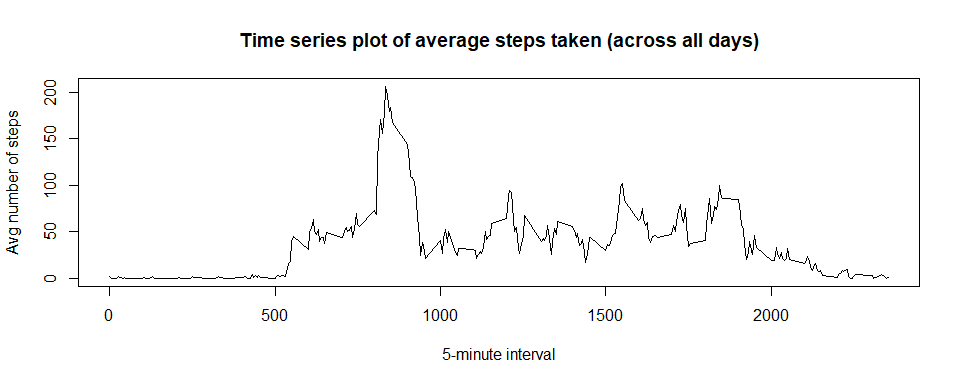 Time series plot of average steps taken (across all days)
Avg number of steps
200
150
100
50
0
0 500 1000 1500 2000
5-minute interval